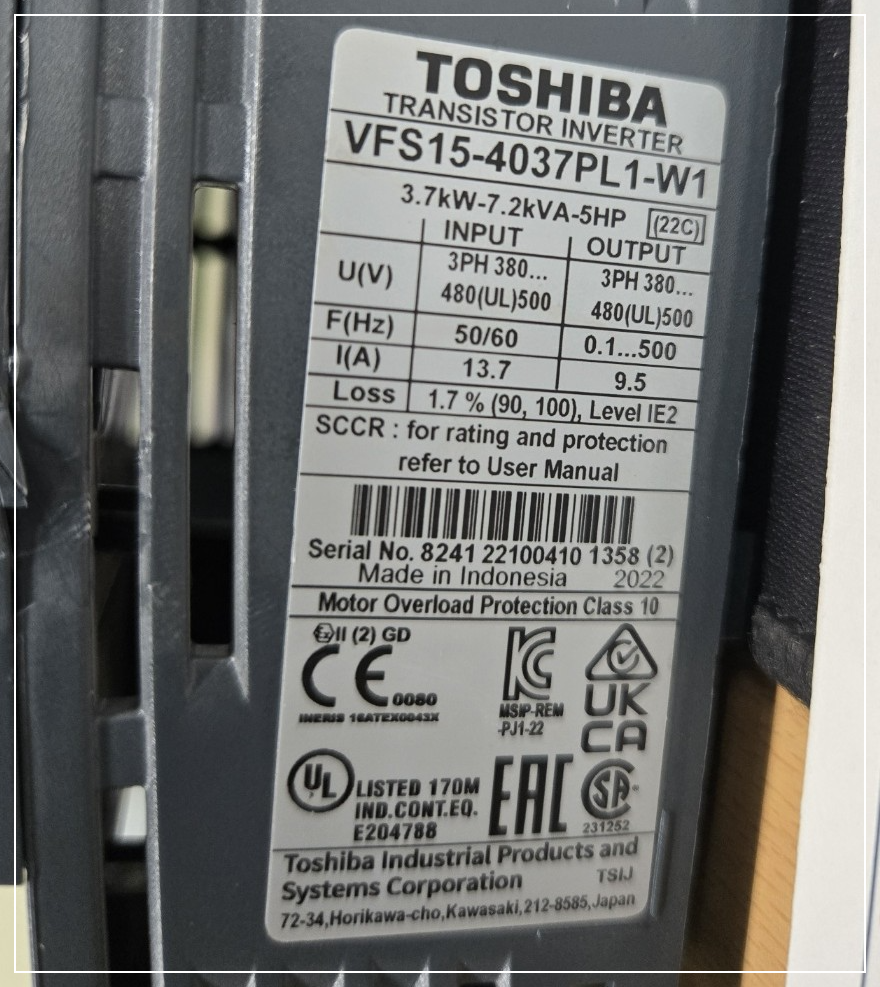 TOSHIBA
TRANSISTOR INVERTER
VFS15-4037PL1-W1
3.7kW-7.2kVA-5HP (22C)
INPUT OUTPUT
U(V) 3PH 380... 480(UL)500 3PH 380... 480(UL)500
F(Hz) 50/60 0.1...500
I(A) 13.7 9.5
Loss 1.7 % (90, 100), Level IE2
SCCR : for rating and protection
refer to User Manual
Serial No. 8241 22100410 1358 (2)
Made in Indonesia 2022
Motor Overload Protection Class 10
Ex II (2) GD
CE 0080
INERIS 16ATEX0043X
KC
MSIP-REM
-PJ1-22
UK
CA
UL LISTED 170M
IND.CONT.EQ.
E204788
EAC
SA
231252
Toshiba Industrial Products and
Systems Corporation TSIJ
72-34,Horikawa-cho,Kawasaki,212-8585,Japan